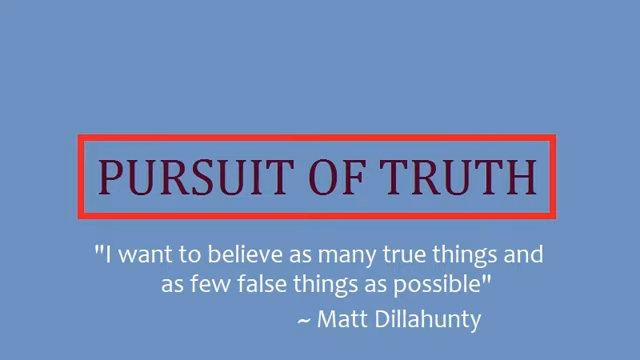 PURSUIT OF TRUTH
"I want to believe as many true things and
as few false things as possible"
~ Matt Dillahunty